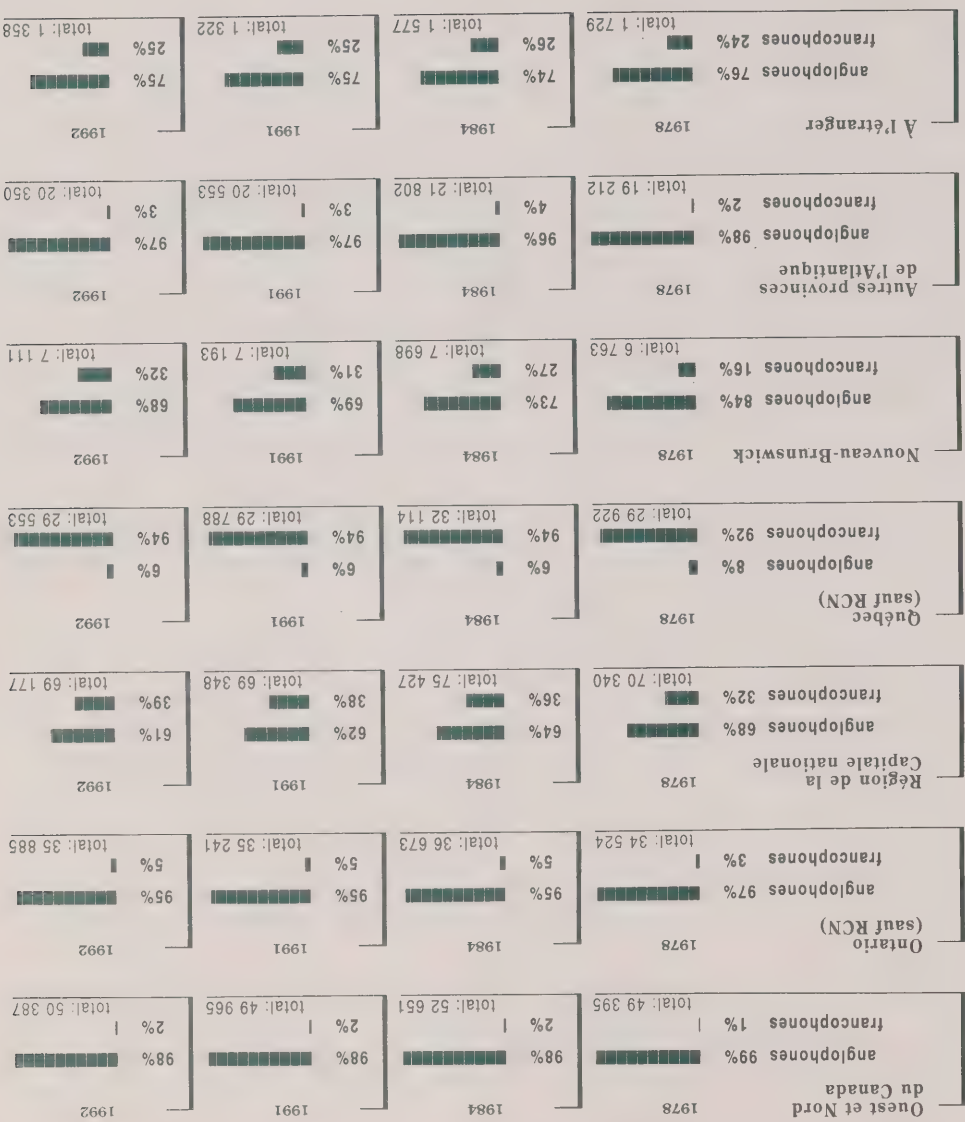 Ouest et Nord
du Canada
1978 1984 1991 1992
anglophones 99% 98% 98% 98%
francophones 1% 2% 2% 2%
total: 49 395 total: 52 651 total: 49 965 total: 50 387
Ontario
(sauf RCN)
1978 1984 1991 1992
anglophones 97% 95% 95% 95%
francophones 3% 5% 5% 5%
total: 34 524 total: 36 673 total: 35 241 total: 35 885
Région de la
Capitale nationale
1978 1984 1991 1992
anglophones 68% 64% 62% 61%
francophones 32% 36% 38% 39%
total: 70 340 total: 75 427 total: 69 348 total: 69 177
Québec
(sauf RCN)
1978 1984 1991 1992
anglophones 8% 6% 6% 6%
francophones 92% 94% 94% 94%
total: 29 922 total: 32 114 total: 29 788 total: 29 553
Nouveau-Brunswick 1978 1984 1991 1992
anglophones 84% 73% 69% 68%
francophones 16% 27% 31% 32%
total: 6 763 total: 7 698 total: 7 193 total: 7 111
Autres provinces
de l'Atlantique
1978 1984 1991 1992
anglophones 98% 96% 97% 97%
francophones 2% 4% 3% 3%
total: 19 212 total: 21 802 total: 20 553 total: 20 350
À l'étranger 1978 1984 1991 1992
anglophones 76% 74% 75% 75%
francophones 24% 26% 25% 25%
total: 1 729 total: 1 577 total: 1 322 total: 1 358